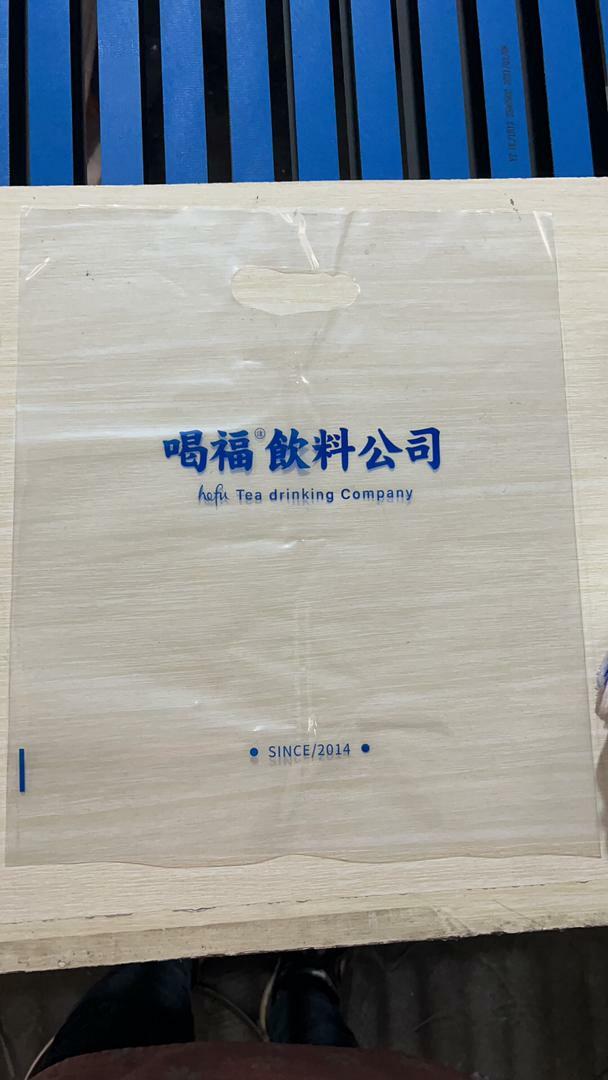 喝福®飲料公司
hefu Tea drinking Company
• SINCE/2014 •